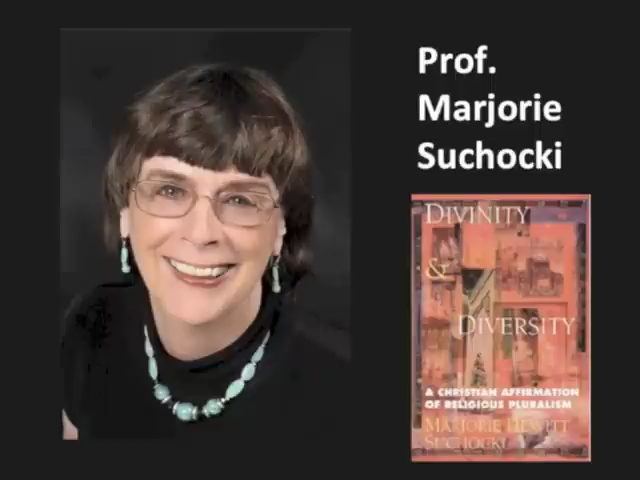 Prof.
Marjorie
Suchocki
DIVINITY
&
DIVERSITY
A CHRISTIAN AFFIRMATION
OF RELIGIOUS PLURALISM
MARJORIE HEWITT
SUCHOCKI